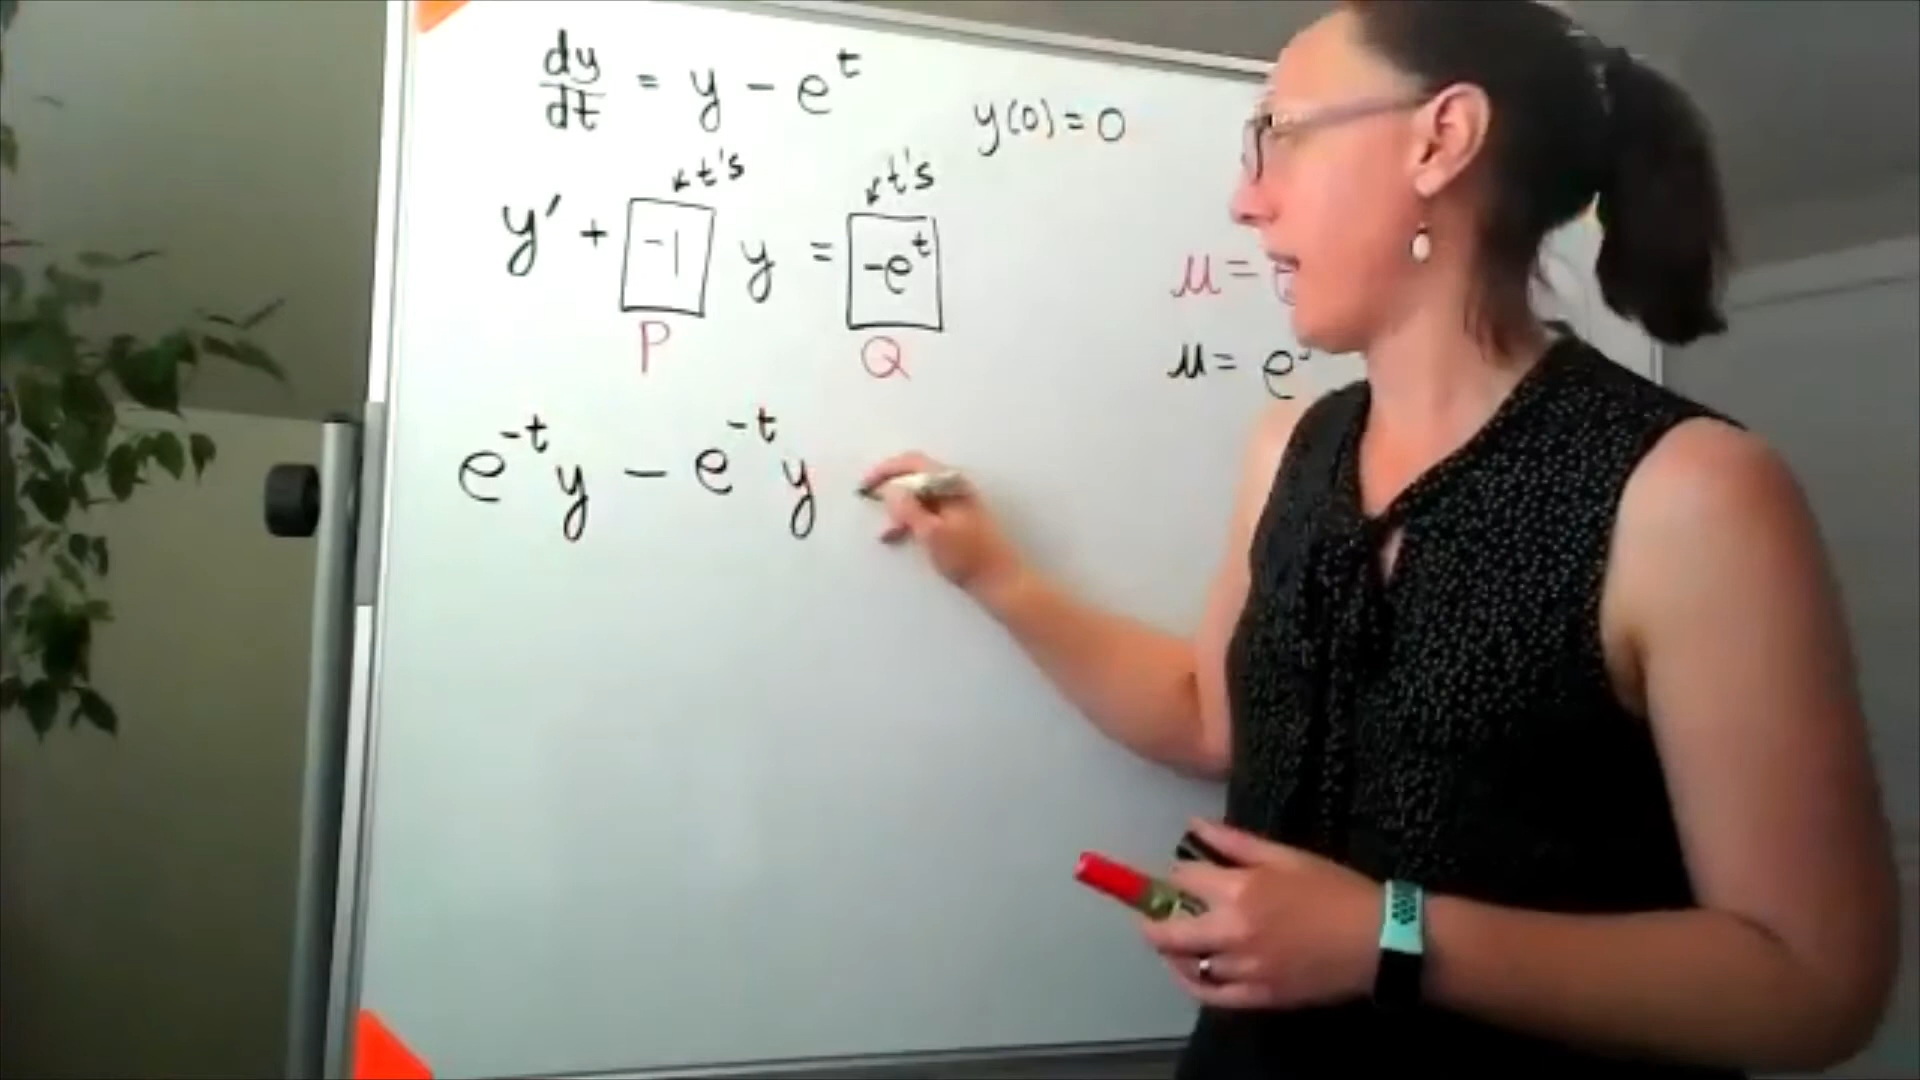 dy/dt = y - e^t
y(0) = 0
↙t's ↙t's
y' + -1 y = -e^t
P Q
μ =
μ = e
e^-t y - e^-t y